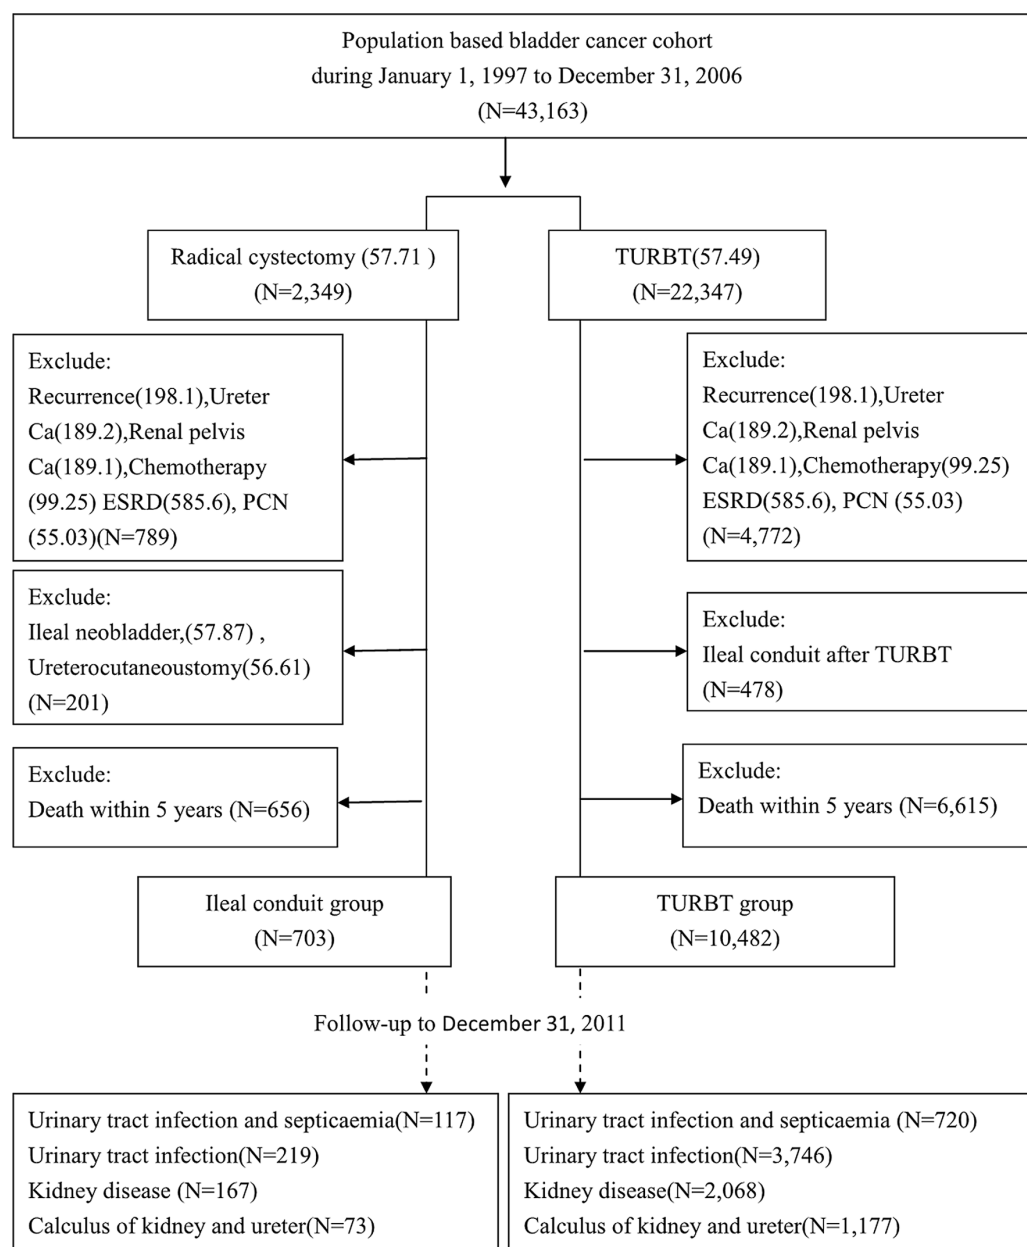 Population based bladder cancer cohort
during January 1, 1997 to December 31, 2006
(N=43,163)
Radical cystectomy (57.71 )
(N=2,349)
TURBT(57.49)
(N=22,347)
Exclude:
Recurrence(198.1),Ureter
Ca(189.2),Renal pelvis
Ca(189.1),Chemotherapy
(99.25) ESRD(585.6), PCN
(55.03)(N=789)
Exclude:
Recurrence(198.1),Ureter
Ca(189.2),Renal pelvis
Ca(189.1),Chemotherapy(99.25)
ESRD(585.6), PCN (55.03)
(N=4,772)
Exclude:
Ileal neobladder,(57.87) ,
Ureterocutaneoustomy(56.61)
(N=201)
Exclude:
Ileal conduit after TURBT
(N=478)
Exclude:
Death within 5 years (N=656)
Exclude:
Death within 5 years (N=6,615)
Ileal conduit group
(N=703)
TURBT group
(N=10,482)
Follow-up to December 31, 2011
Urinary tract infection and septicaemia(N=117)
Urinary tract infection(N=219)
Kidney disease (N=167)
Calculus of kidney and ureter(N=73)
Urinary tract infection and septicaemia (N=720)
Urinary tract infection(N=3,746)
Kidney disease(N=2,068)
Calculus of kidney and ureter(N=1,177)